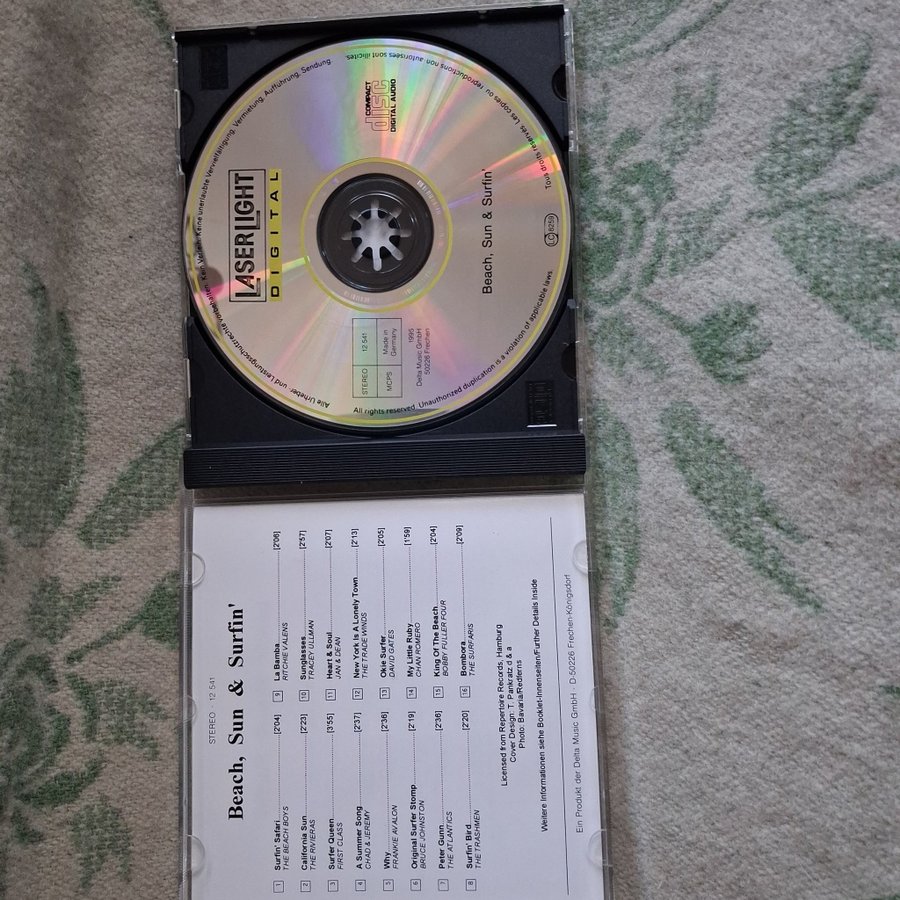 STEREO · 12 541
Beach, Sun & Surfin'
1 Surfin' Safari [2'04]
THE BEACH BOYS
2 California Sun [2'23]
THE RIVIERAS
3 Surfer Queen [3'55]
FIRST CLASS
4 A Summer Song [2'37]
CHAD & JEREMY
5 Why [2'36]
FRANKIE AVALON
6 Original Surfer Stomp [2'19]
BRUCE JOHNSTON
7 Peter Gunn [2'36]
THE ATLANTICS
8 Surfin' Bird [2'20]
THE TRASHMEN
9 La Bamba [2'06]
RITCHIE VALENS
10 Sunglasses [2'57]
TRACEY ULLMAN
11 Heart & Soul [2'07]
JAN & DEAN
12 New York Is A Lonely Town [2'13]
THE TRADE WINDS
13 Okie Surfer [2'05]
DAVID GATES
14 My Little Ruby [1'59]
CHAN ROMERO
15 King Of The Beach [2'04]
BOBBY FULLER FOUR
16 Bombora [2'09]
THE SURFARIS
Licensed from Repertoire Records, Hamburg
Cover Design: T. Pankratz d & a
Photo: Bavaria/Redferns
Weitere Informationen siehe Booklet-Innenseiten/Further Details Inside
Ein Produkt der Delta Music GmbH · D-50226 Frechen-Königsdorf
LASERLIGHT
DIGITAL
COMPACT
disc
DIGITAL AUDIO
STEREO 12 541
MCPS Made in
Germany
1995
Delta Music GmbH
50226 Frechen
Beach, Sun & Surfin'
LC 8259
Alle Urheber- und Leistungsschutzrechte vorbehalten. Kein Verleih! Keine unerlaubte Vervielfältigung, Vermietung, Aufführung, Sendung
All rights reserved. Unauthorized duplication is a violation of applicable laws.
Tous droits réservés. Les copies ou reproductions non autorisées sont illicites.